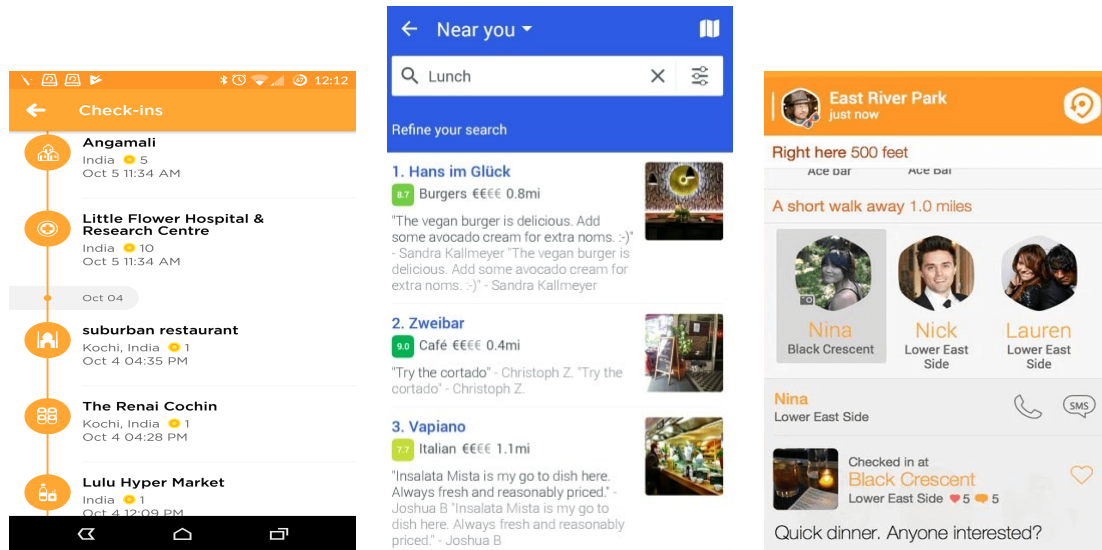 12:12
Check-ins
Angamali
India 5
Oct 5 11:34 AM
Little Flower Hospital &
Research Centre
India 10
Oct 5 11:34 AM
Oct 04
suburban restaurant
Kochi, India 1
Oct 4 04:35 PM
The Renai Cochin
Kochi, India 1
Oct 4 04:28 PM
Lulu Hyper Market
India 1
Oct 4 12:09 PM
Near you
Lunch
Refine your search
1. Hans im Glück
8.7 Burgers €€€€ 0.8mi
"The vegan burger is delicious. Add
some avocado cream for extra noms. :-)"
- Sandra Kallmeyer "The vegan burger is
delicious. Add some avocado cream for
extra noms. :-)" - Sandra Kallmeyer
2. Zweibar
9.0 Café €€€€ 0.4mi
"Try the cortado" - Christoph Z. "Try the
cortado" - Christoph Z.
3. Vapiano
7.7 Italian €€€€ 1.1mi
"Insalata Mista is my go to dish here.
Always fresh and reasonably priced." -
Joshua B "Insalata Mista is my go to
dish here. Always fresh and reasonably
priced." - Joshua B
East River Park
just now
Right here 500 feet
Ace Bar Ace Bar
A short walk away 1.0 miles
Nina Nick Lauren
Black Crescent Lower East Lower East
Side Side
Nina
Lower East Side
SMS
Checked in at
Black Crescent
Lower East Side 5 5
Quick dinner. Anyone interested?